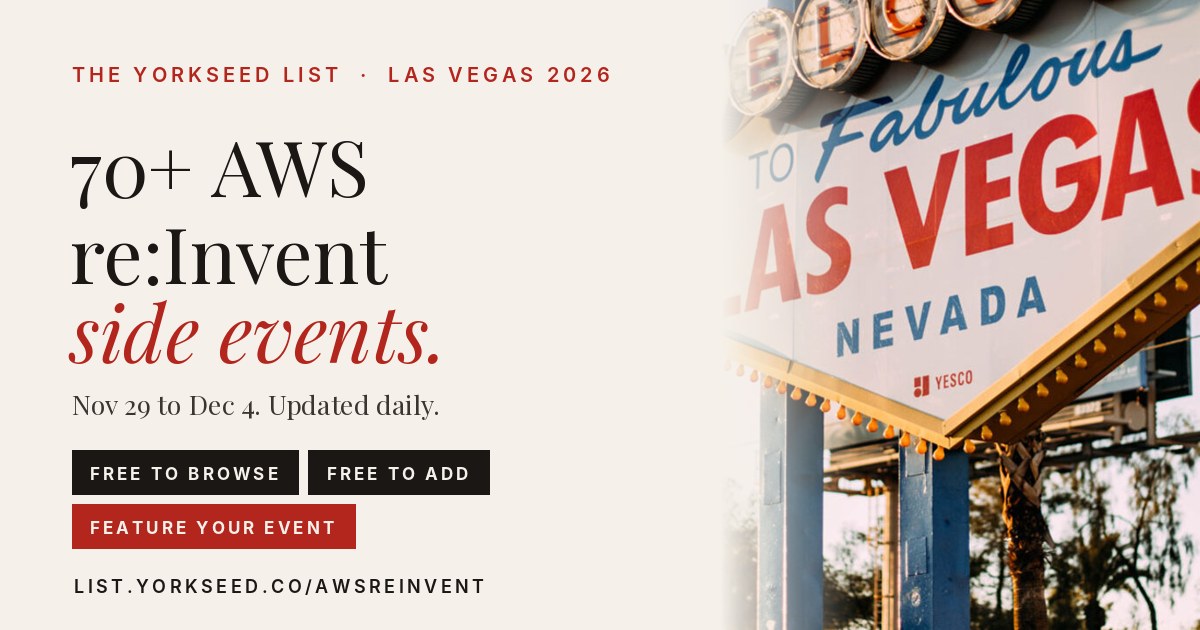 THE YORKSEED LIST · LAS VEGAS 2026
70+ AWS
re:Invent
side events.
Nov 29 to Dec 4. Updated daily.
FREE TO BROWSE
FREE TO ADD
FEATURE YOUR EVENT
LIST.YORKSEED.CO/AWSREINVENT
ELCO
TO Fabulous
LAS VEGAS
NEVADA
YESCO